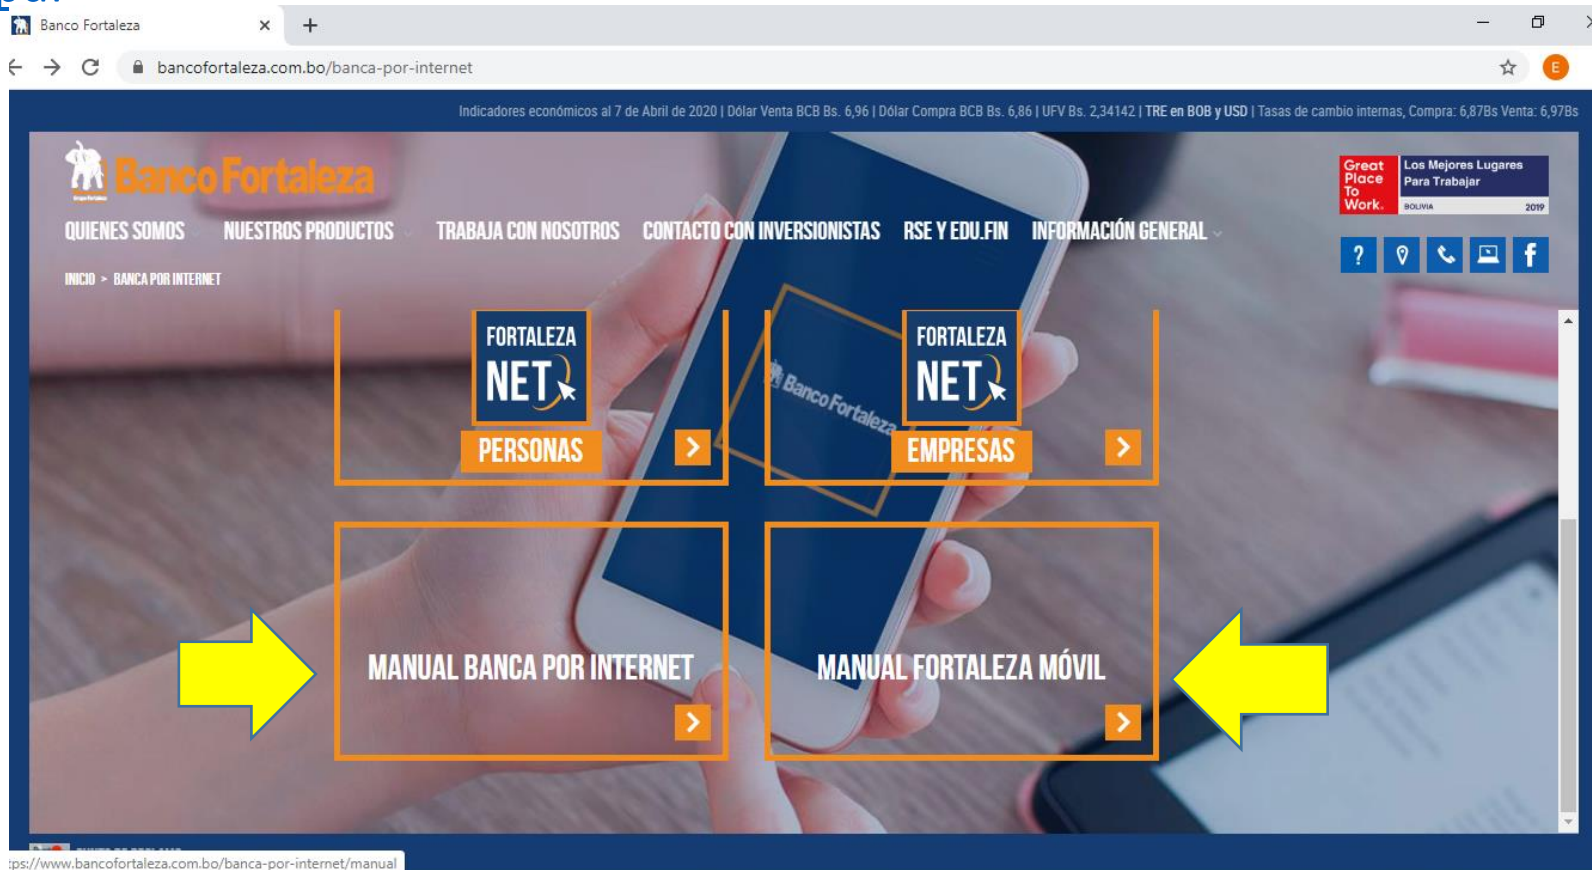 Banco Fortaleza
bancofortaleza.com.bo/banca-por-internet
E
Indicadores económicos al 7 de Abril de 2020 | Dólar Venta BCB Bs. 6,96 | Dólar Compra BCB Bs. 6,86 | UFV Bs. 2,34142 | TRE en BOB y USD | Tasas de cambio internas, Compra: 6,87Bs Venta: 6,97Bs
Banco Fortaleza
Grupo Fortaleza
Great Place To Work.
Los Mejores Lugares
Para Trabajar
BOLIVIA 2019
QUIENES SOMOS NUESTROS PRODUCTOS TRABAJA CON NOSOTROS CONTACTO CON INVERSIONISTAS RSE Y EDU.FIN INFORMACIÓN GENERAL
? f
INICIO > BANCA POR INTERNET
FORTALEZA
NET
PERSONAS
FORTALEZA
NET
EMPRESAS
Banco Fortaleza
MANUAL BANCA POR INTERNET
MANUAL FORTALEZA MÓVIL
tps://www.bancofortaleza.com.bo/banca-por-internet/manual